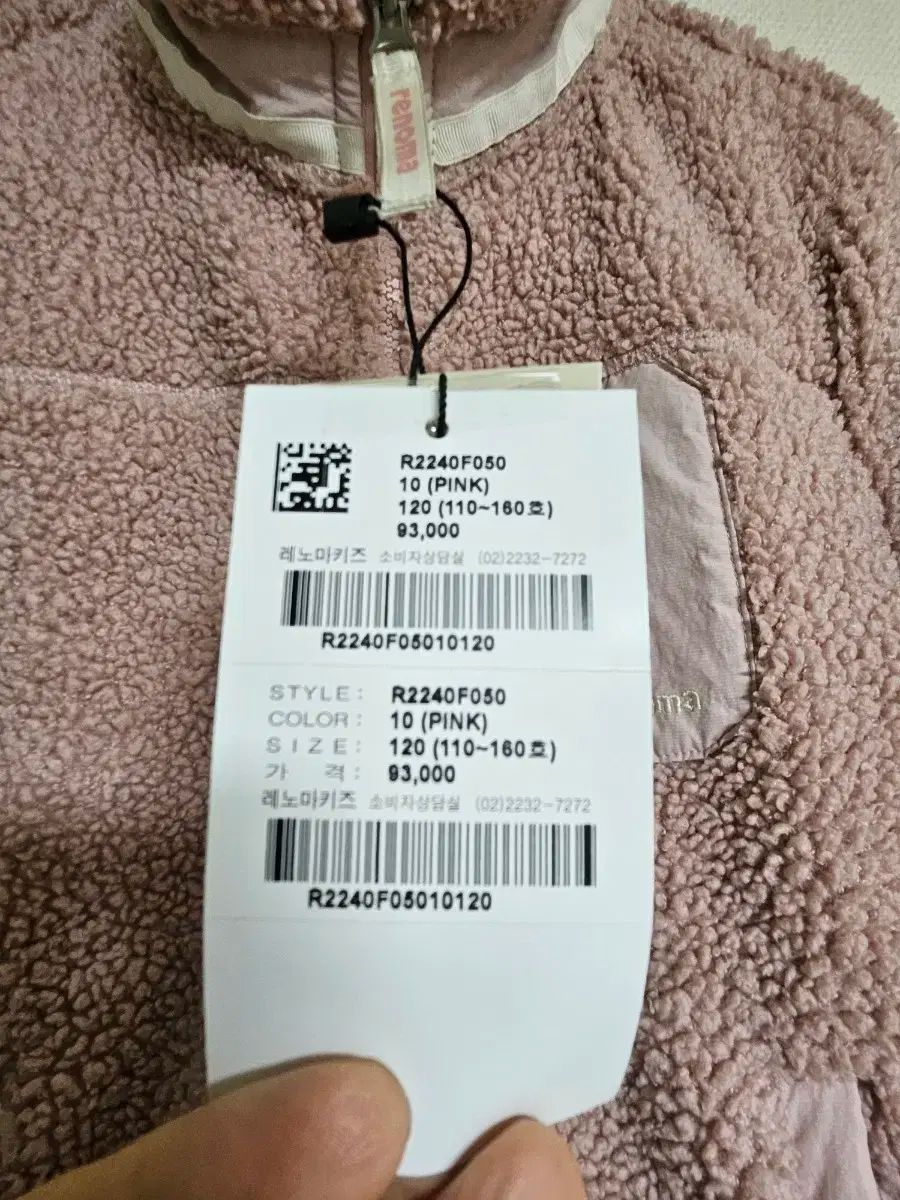 renoma
R2240F050
10 (PINK)
120 (110~160호)
93,000
레노마키즈 소비자상담실 (02)2232-7272
R2240F05010120
oma
STYLE : R2240F050
COLOR : 10 (PINK)
SIZE : 120 (110~160호)
가 격 : 93,000
레노마키즈 소비자상담실 (02)2232-7272
R2240F05010120